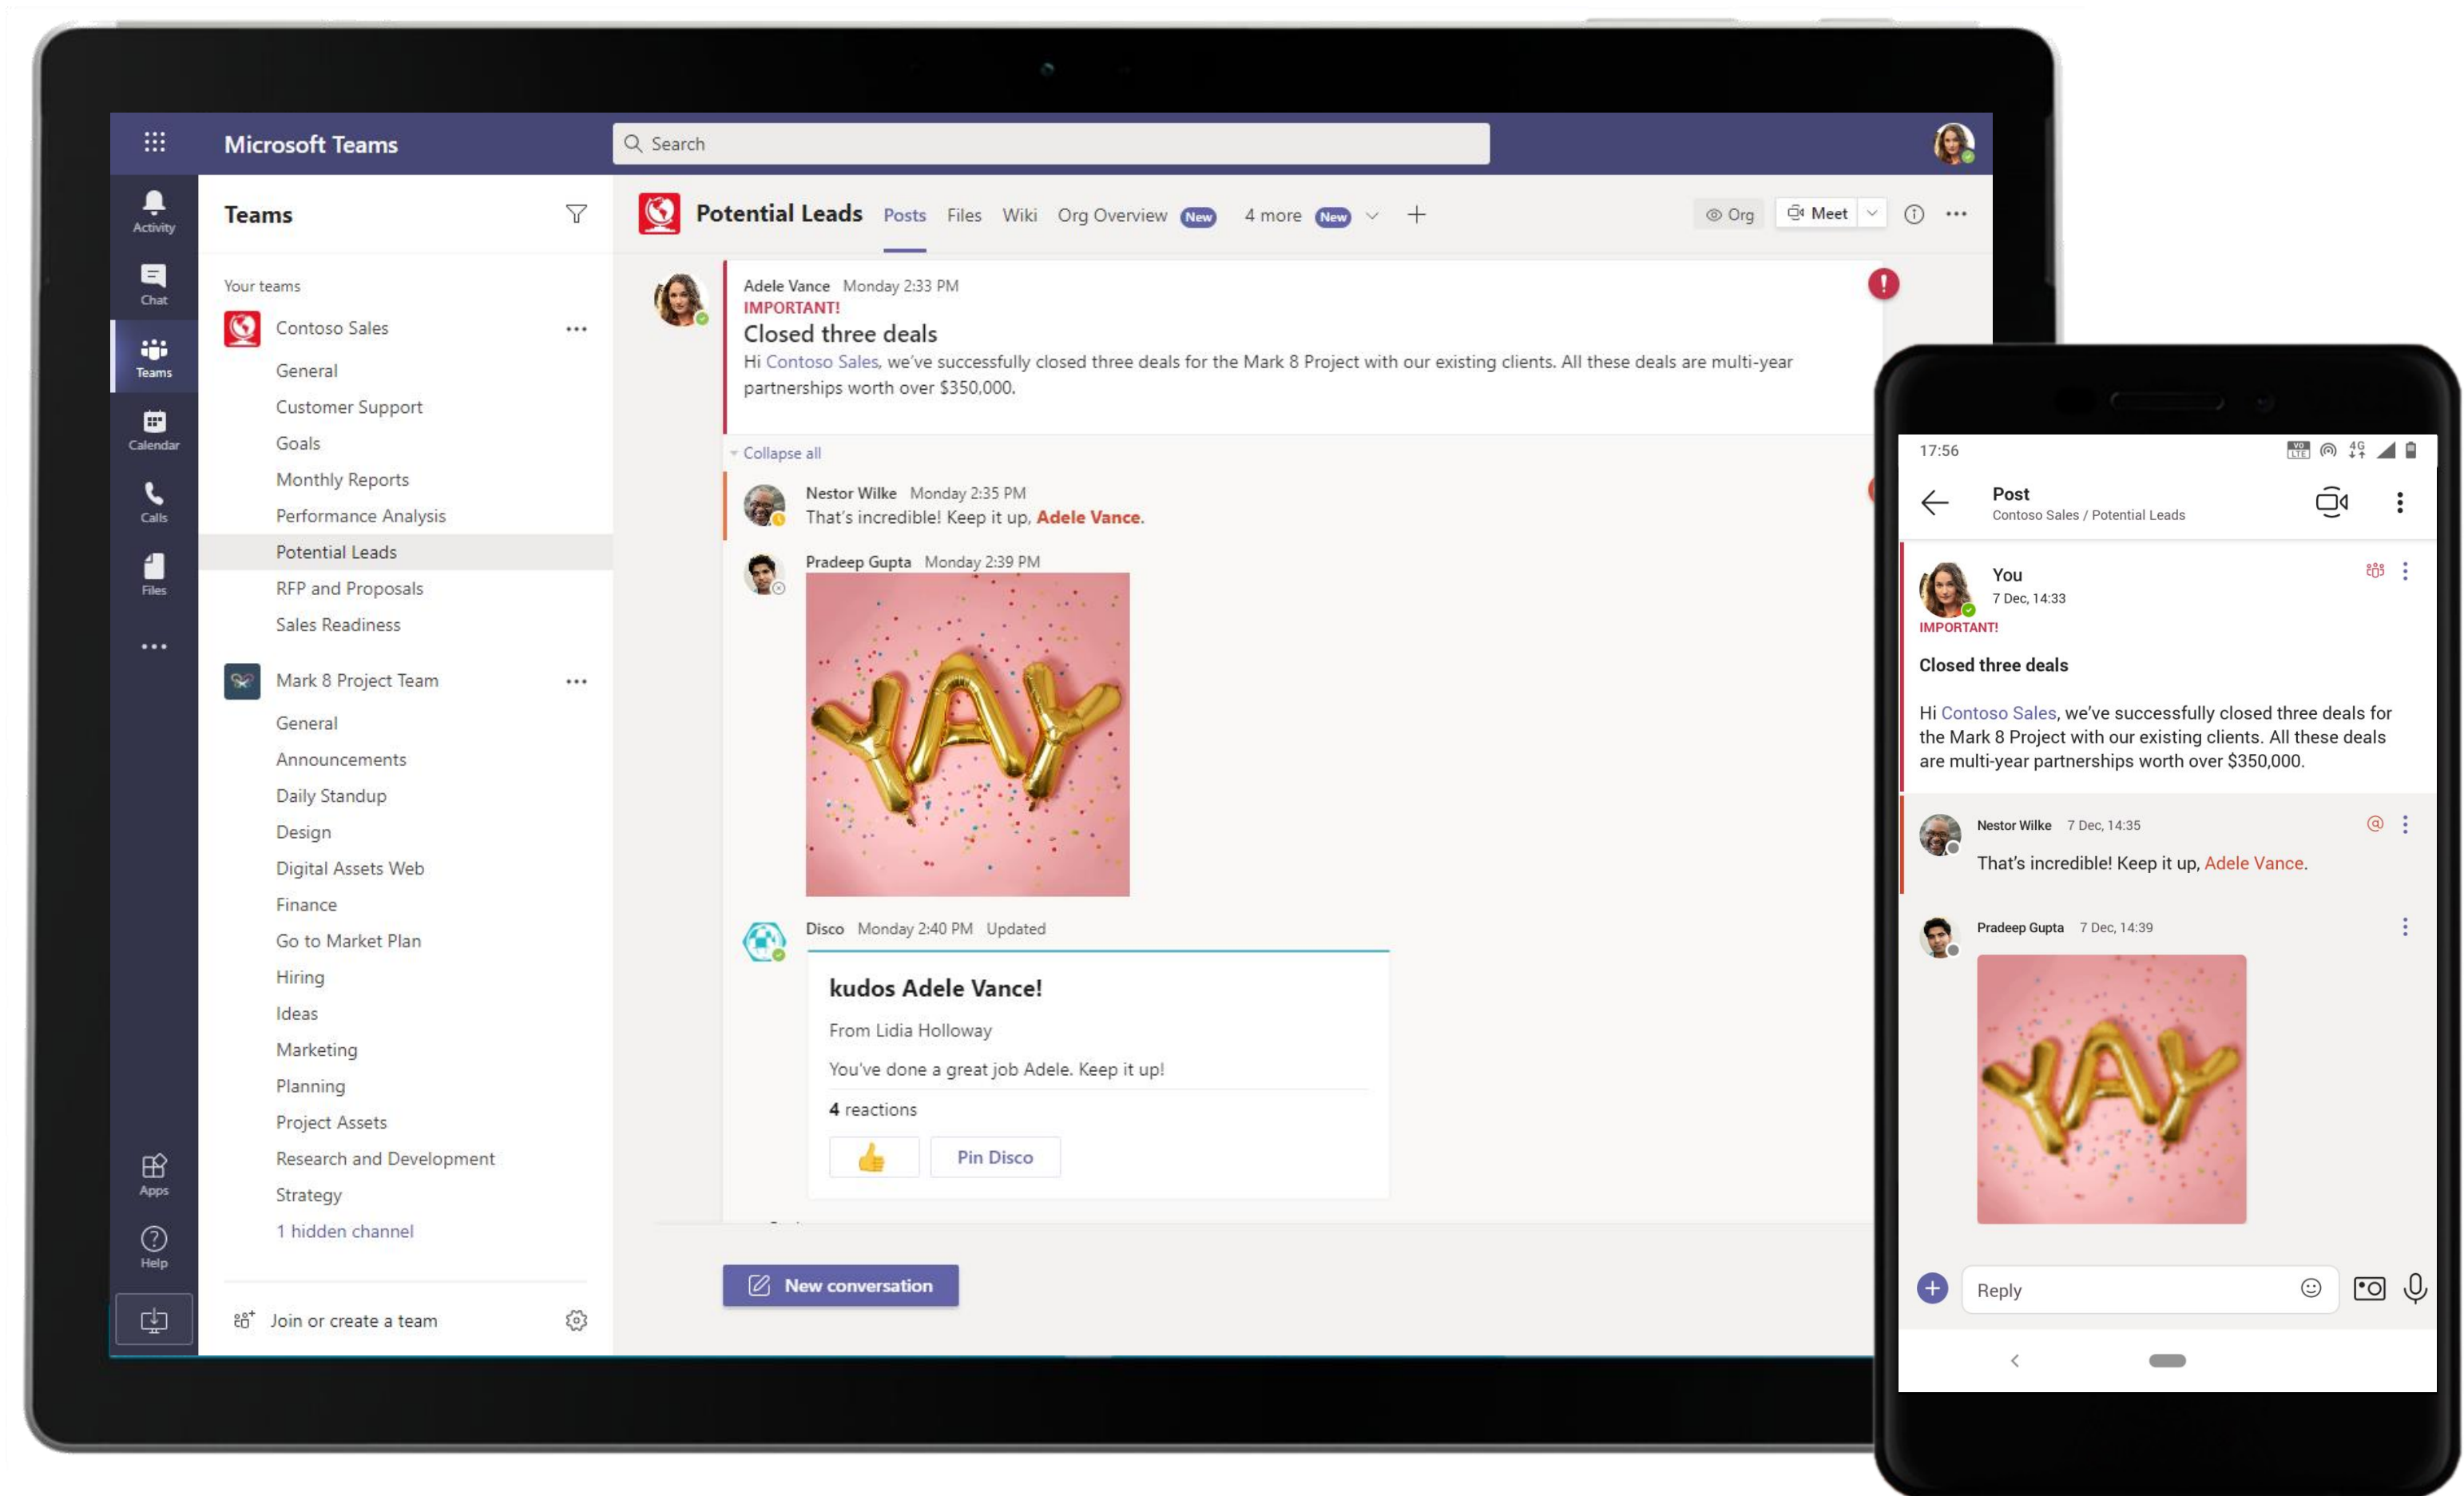 Microsoft Teams
Search
Activity
Chat
Teams
Calendar
Calls
Files
Apps
Help
Teams
Your teams
Contoso Sales
General
Customer Support
Goals
Monthly Reports
Performance Analysis
Potential Leads
RFP and Proposals
Sales Readiness
Mark 8 Project Team
General
Announcements
Daily Standup
Design
Digital Assets Web
Finance
Go to Market Plan
Hiring
Ideas
Marketing
Planning
Project Assets
Research and Development
Strategy
1 hidden channel
Join or create a team
Potential Leads Posts Files Wiki Org Overview New 4 more New Org Meet
Adele Vance Monday 2:33 PM
IMPORTANT!
Closed three deals
Hi Contoso Sales, we've successfully closed three deals for the Mark 8 Project with our existing clients. All these deals are multi-year
partnerships worth over $350,000.
Collapse all
Nestor Wilke Monday 2:35 PM
That's incredible! Keep it up, Adele Vance.
Pradeep Gupta Monday 2:39 PM
YAY
Disco Monday 2:40 PM Updated
kudos Adele Vance!
From Lidia Holloway
You've done a great job Adele. Keep it up!
4 reactions
Pin Disco
New conversation
17:56 VO LTE 4G
Post
Contoso Sales / Potential Leads
You
7 Dec, 14:33
IMPORTANT!
Closed three deals
Hi Contoso Sales, we've successfully closed three deals for
the Mark 8 Project with our existing clients. All these deals
are multi-year partnerships worth over $350,000.
Nestor Wilke 7 Dec, 14:35
That's incredible! Keep it up, Adele Vance.
Pradeep Gupta 7 Dec, 14:39
YAY
Reply